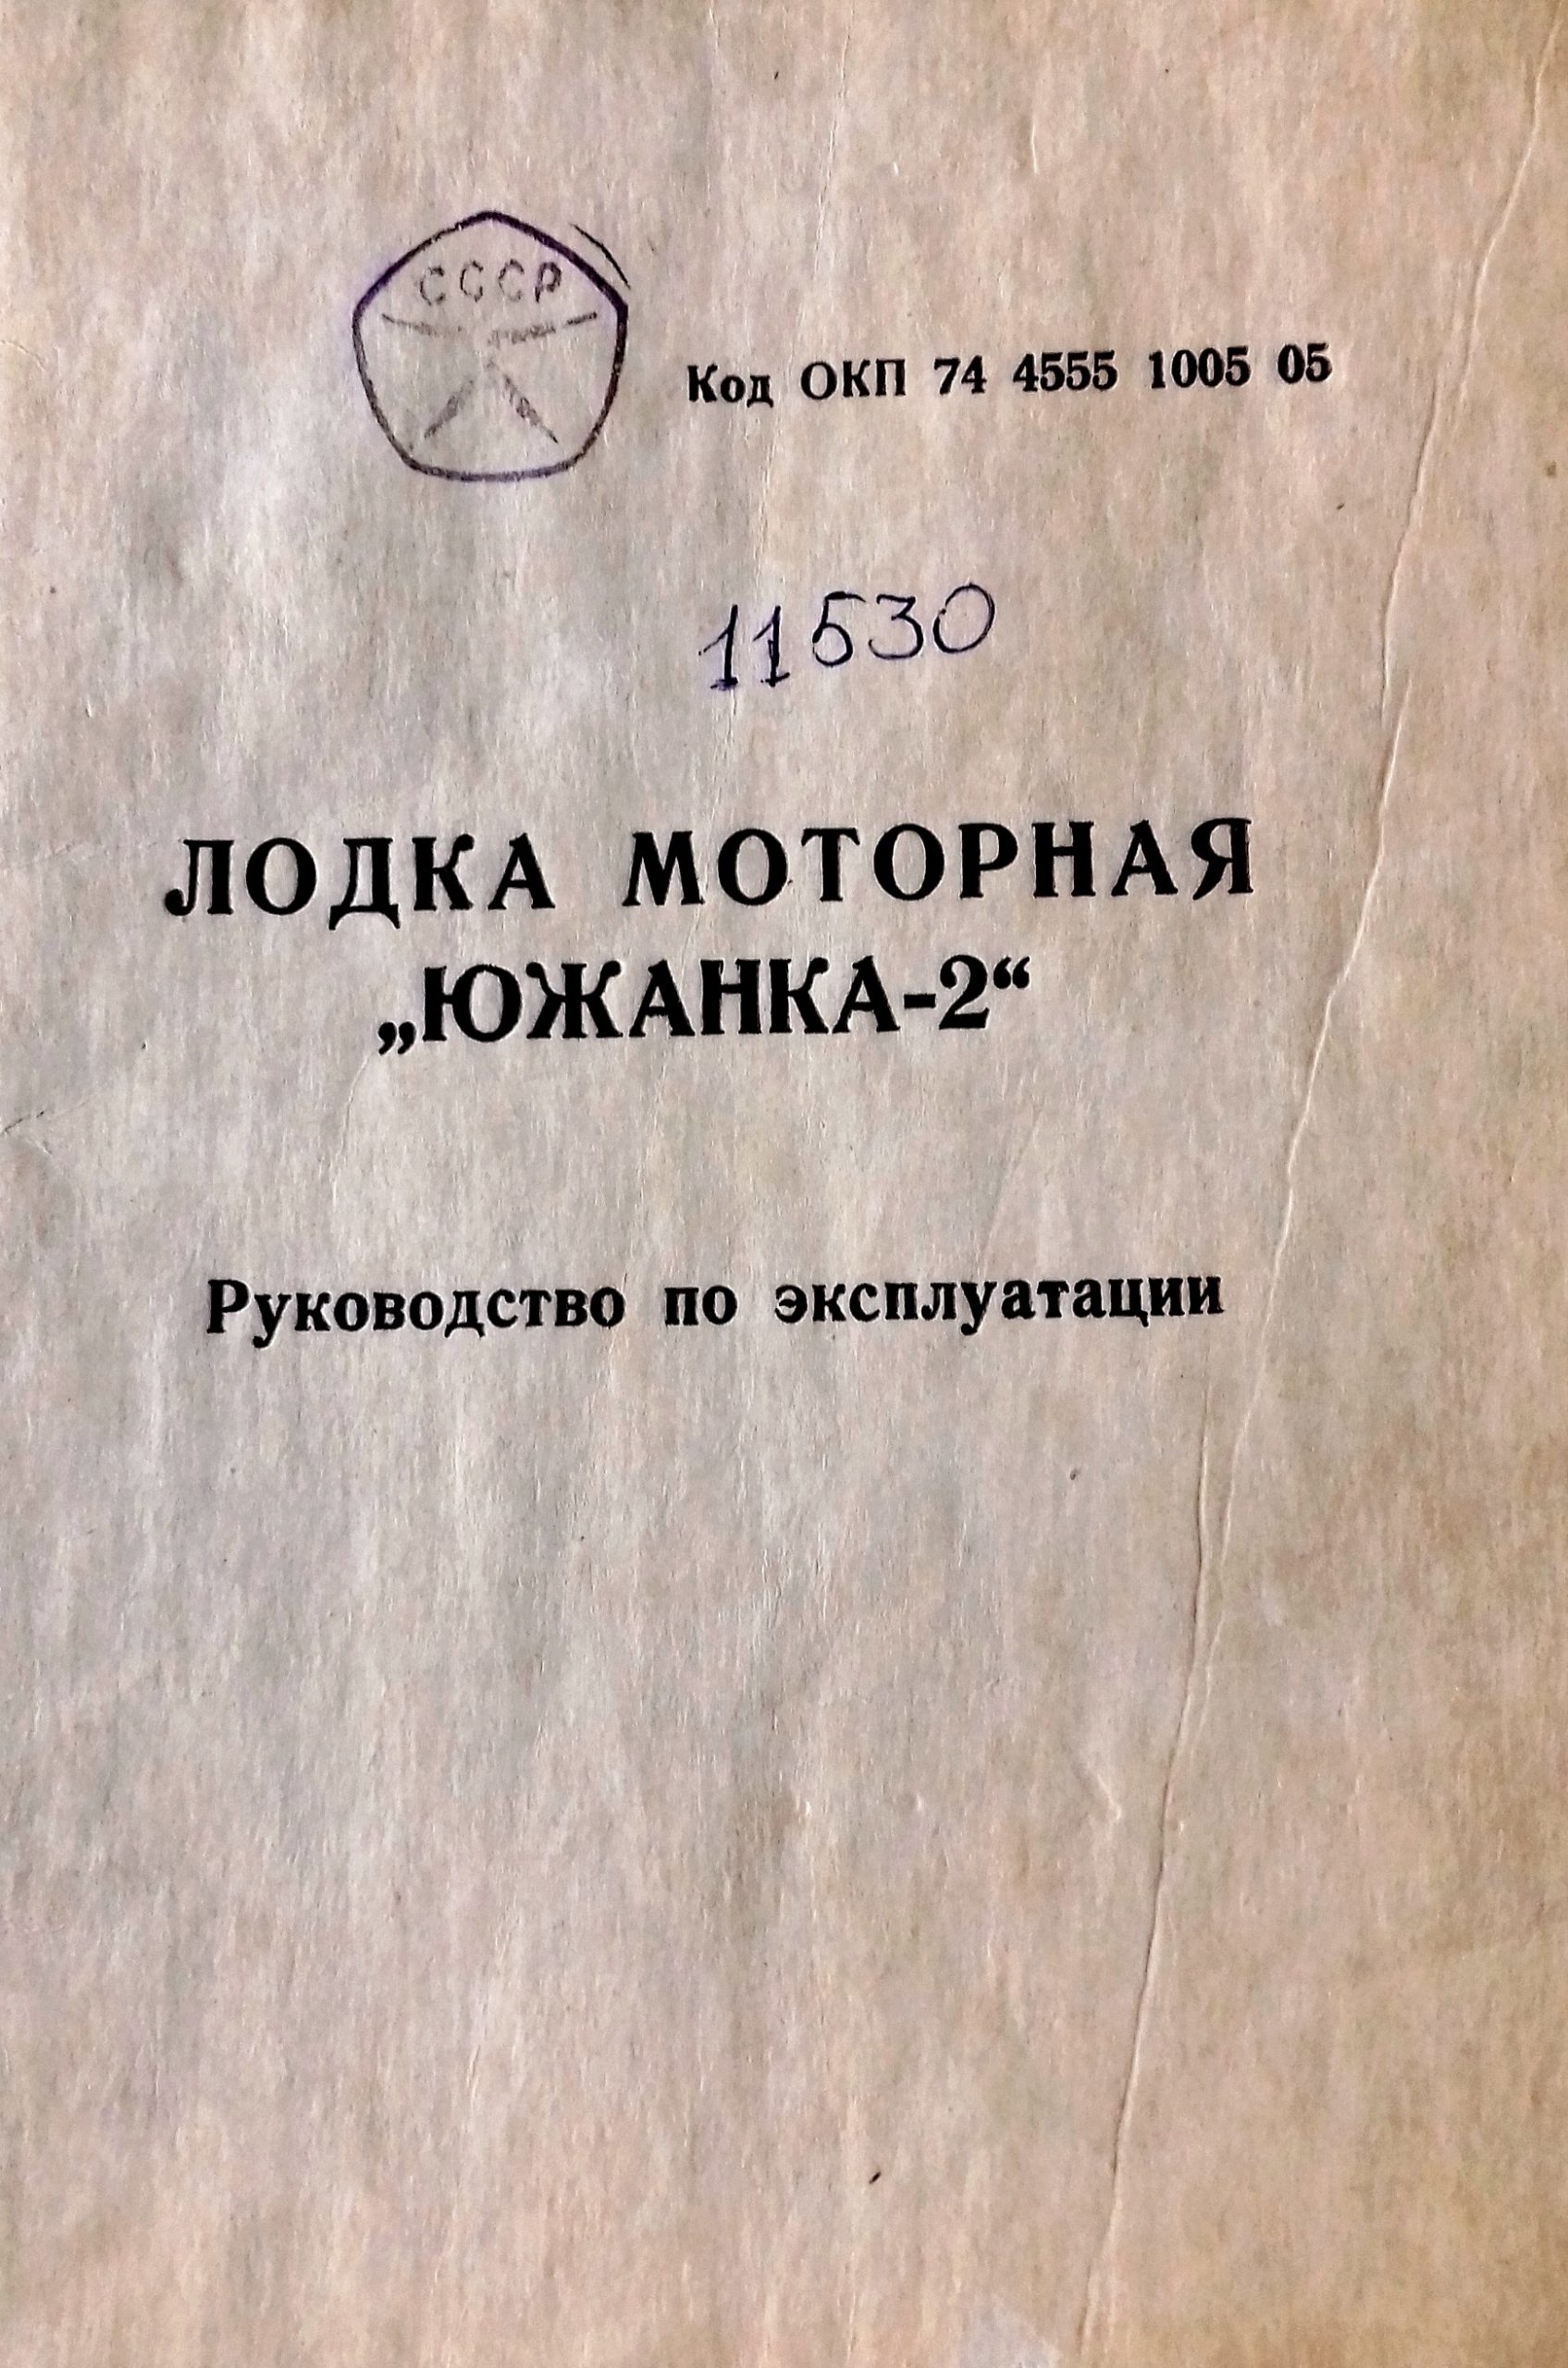 СССР
Код ОКП 74 4555 1005 05
11530
ЛОДКА МОТОРНАЯ
„ЮЖАНКА-2“
Руководство по эксплуатации